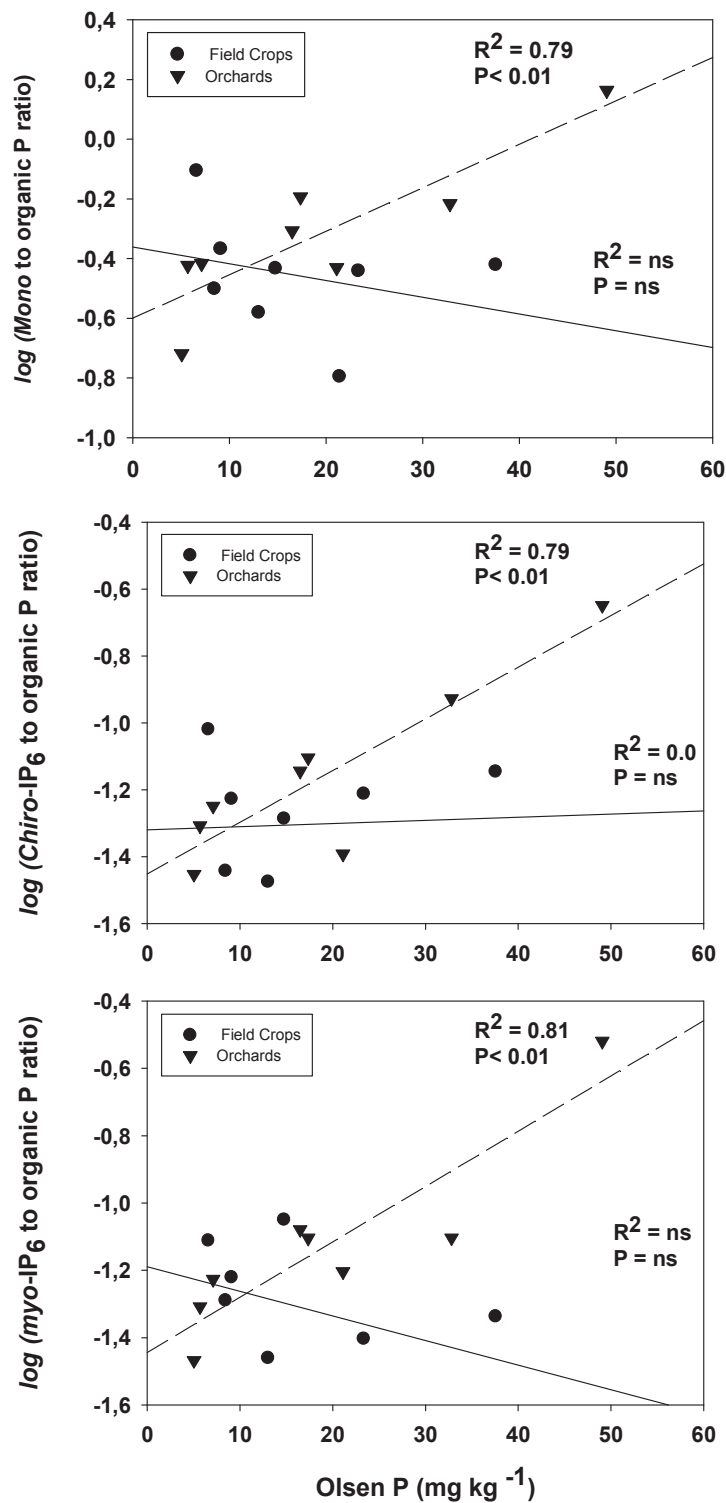 log (Mono to organic P ratio)
0,4
0,2
0,0
-0,2
-0,4
-0,6
-0,8
-1,0
Field Crops
Orchards
R² = 0.79
P< 0.01
R² = ns
P = ns
0 10 20 30 40 50 60
log (Chiro-IP₆ to organic P ratio)
-0,4
-0,6
-0,8
-1,0
-1,2
-1,4
-1,6
Field Crops
Orchards
R² = 0.79
P< 0.01
R² = 0.0
P = ns
0 10 20 30 40 50 60
log (myo-IP₆ to organic P ratio)
-0,4
-0,6
-0,8
-1,0
-1,2
-1,4
-1,6
Field Crops
Orchards
R² = 0.81
P< 0.01
R² = ns
P = ns
0 10 20 30 40 50 60
Olsen P (mg kg ⁻¹)